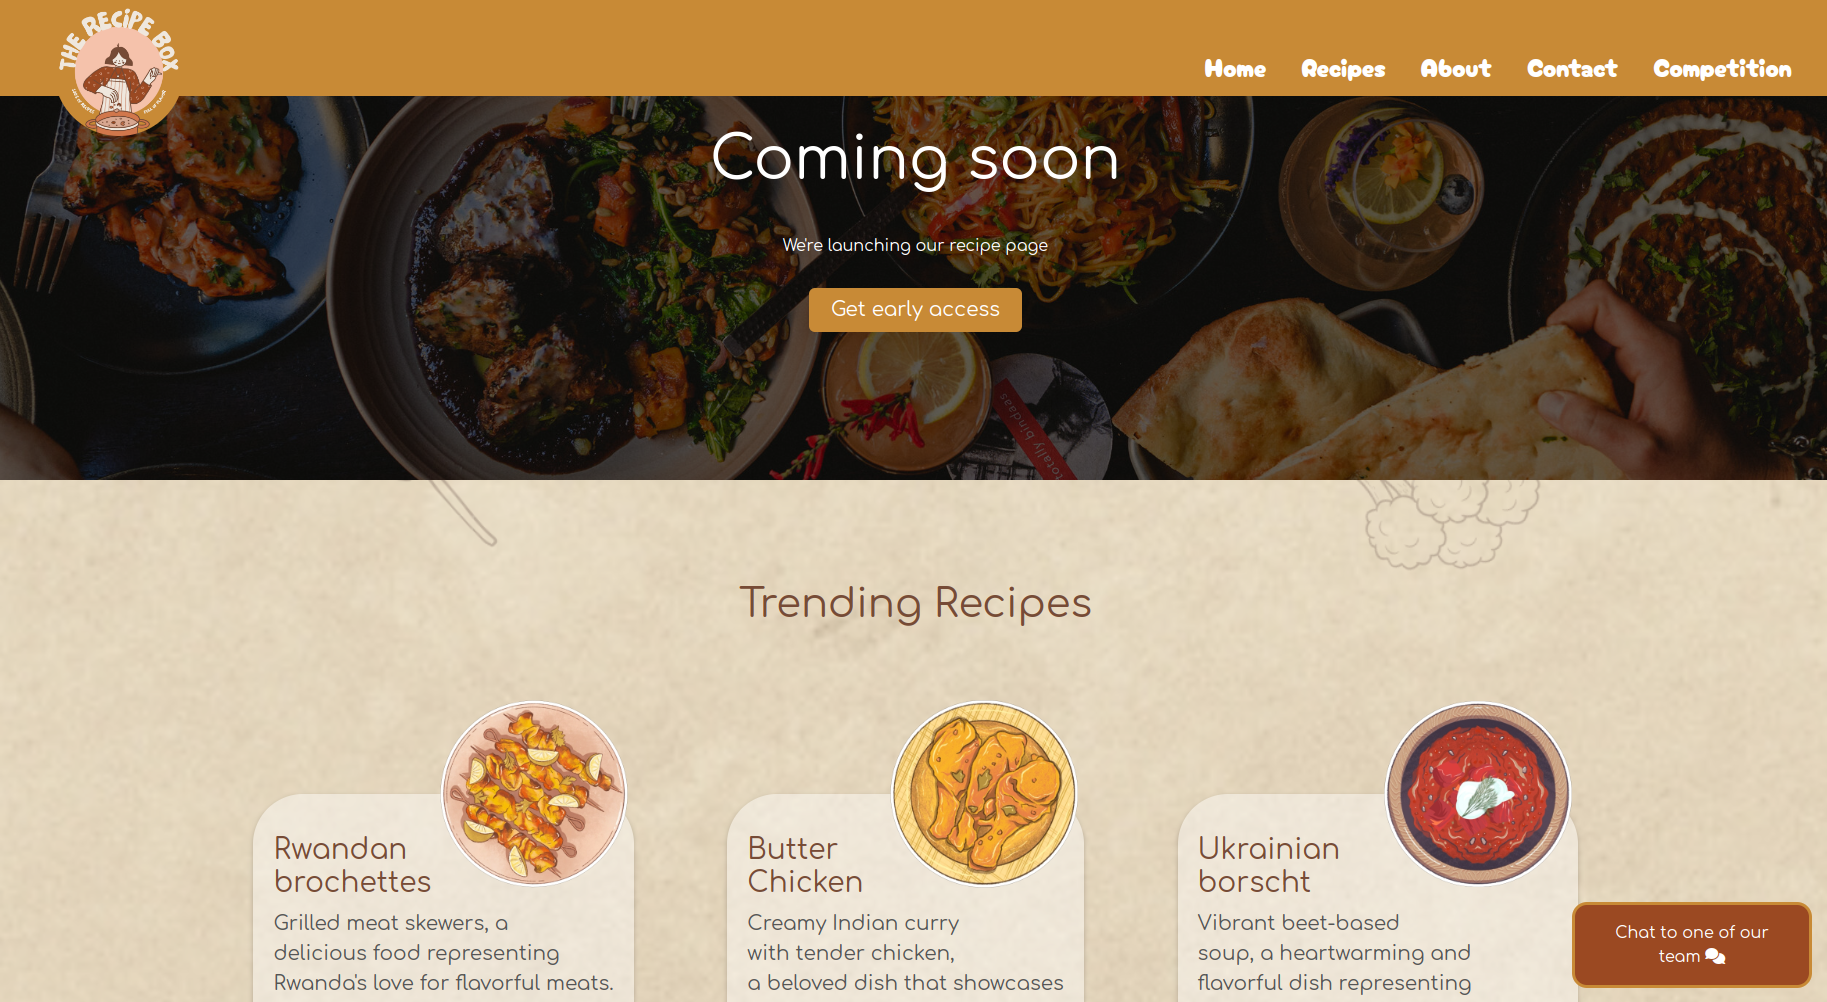 THE RECIPE BOX
Home Recipes About Contact Competition
Coming soon
We're launching our recipe page
Get early access
totally bindaas
Trending Recipes
Rwandan
brochettes
Grilled meat skewers, a
delicious food representing
Rwanda's love for flavorful meats.
Butter
Chicken
Creamy Indian curry
with tender chicken,
a beloved dish that showcases
Ukrainian
borscht
Vibrant beet-based
soup, a heartwarming and
flavorful dish representing
Chat to one of our
team